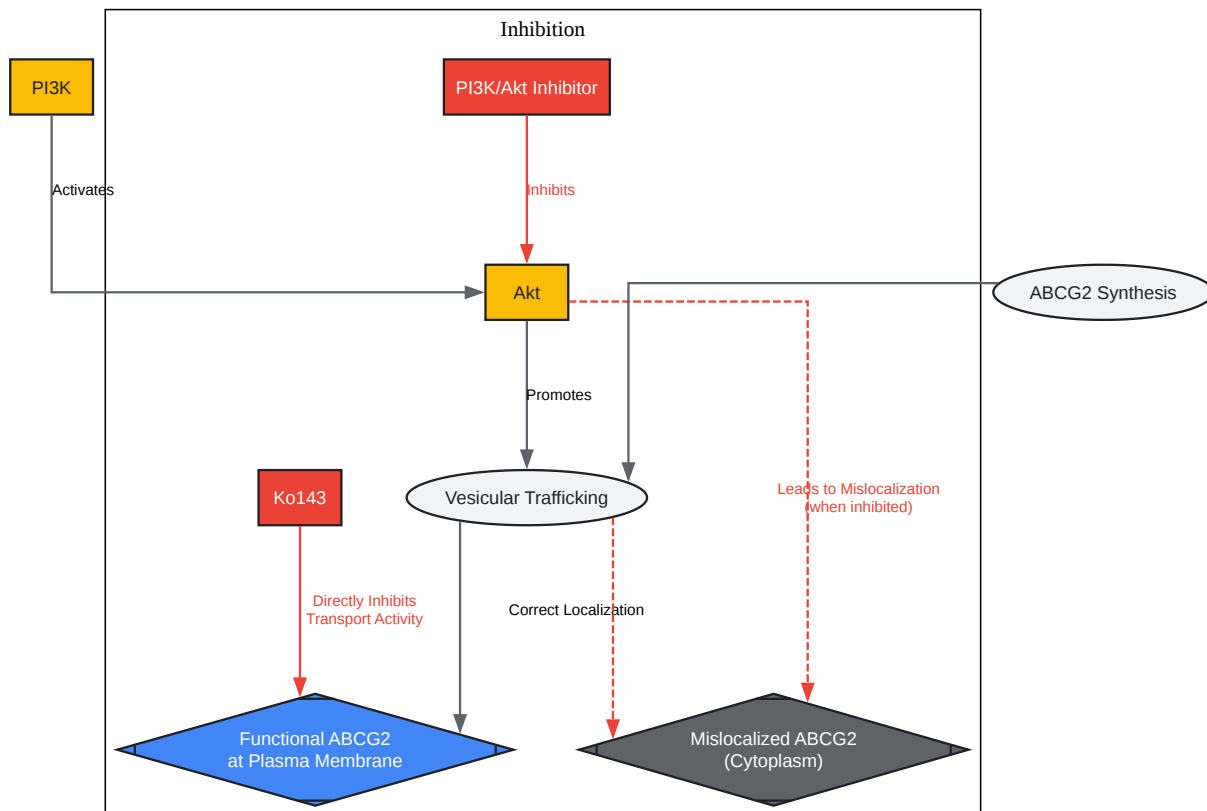 Inhibition
PI3K
PI3K/Akt Inhibitor
Activates
Inhibits
Akt
ABCG2 Synthesis
Promotes
Ko143
Vesicular Trafficking
Leads to Mislocalization
(when inhibited)
Directly Inhibits
Transport Activity
Correct Localization
Functional ABCG2
at Plasma Membrane
Mislocalized ABCG2
(Cytoplasm)